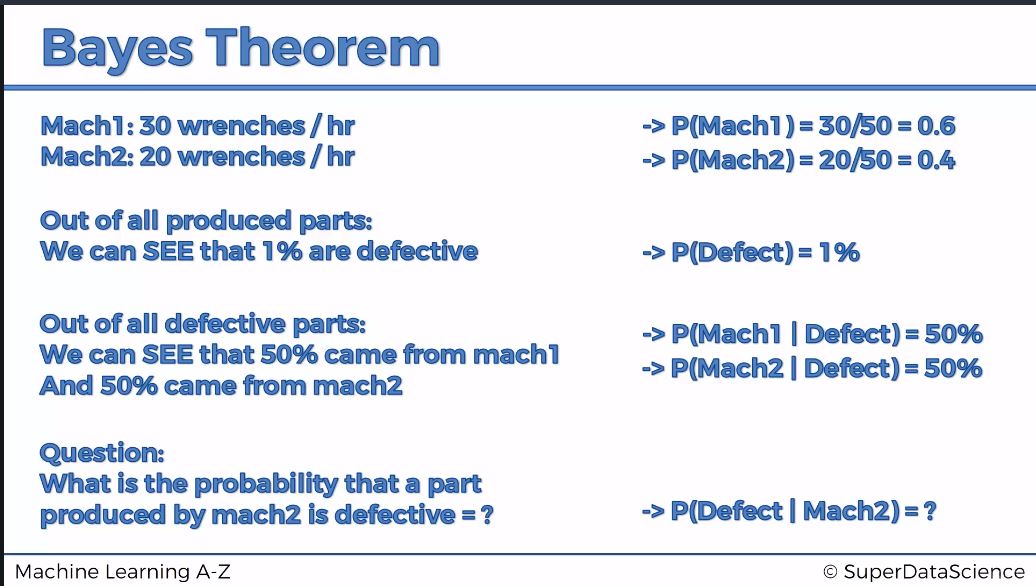 Bayes Theorem
Mach1: 30 wrenches / hr
Mach2: 20 wrenches / hr
-> P(Mach1) = 30/50 = 0.6
-> P(Mach2) = 20/50 = 0.4
Out of all produced parts:
We can SEE that 1% are defective
-> P(Defect) = 1%
Out of all defective parts:
We can SEE that 50% came from mach1
And 50% came from mach2
-> P(Mach1 | Defect) = 50%
-> P(Mach2 | Defect) = 50%
Question:
What is the probability that a part
produced by mach2 is defective = ?
-> P(Defect | Mach2) = ?
Machine Learning A-Z
© SuperDataScience